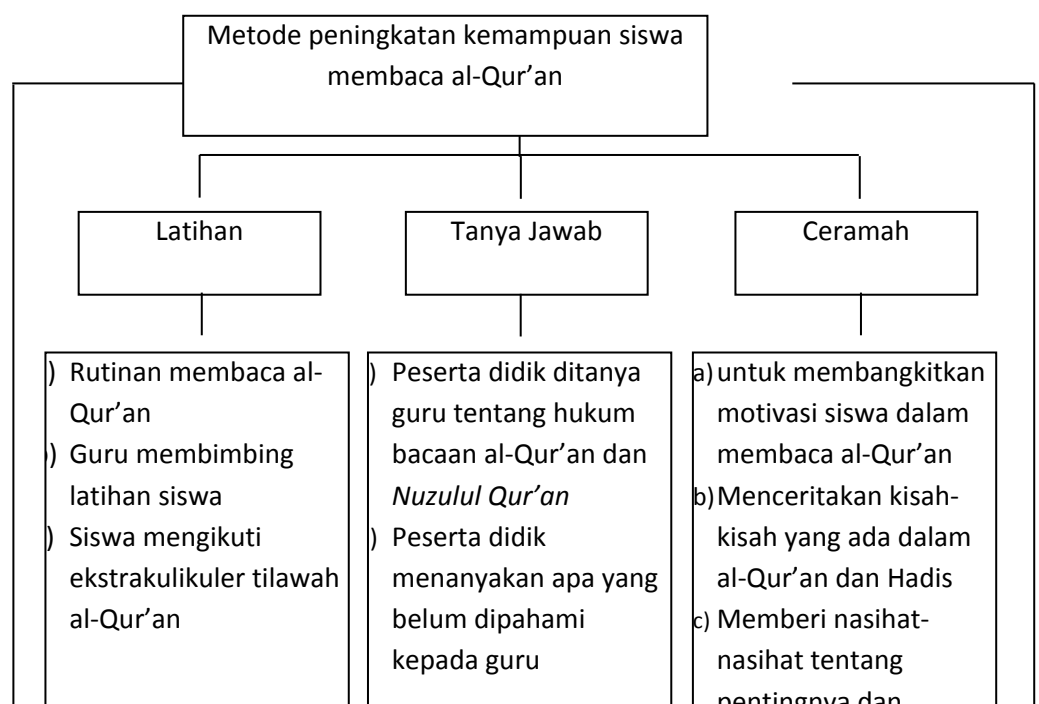 Metode peningkatan kemampuan siswa
membaca al-Qur’an
Latihan
Tanya Jawab
Ceramah
) Rutinan membaca al-
Qur’an
) Guru membimbing
latihan siswa
) Siswa mengikuti
ekstrakulikuler tilawah
al-Qur’an
) Peserta didik ditanya
guru tentang hukum
bacaan al-Qur’an dan
Nuzulul Qur’an
) Peserta didik
menanyakan apa yang
belum dipahami
kepada guru
a) untuk membangkitkan
motivasi siswa dalam
membaca al-Qur’an
b) Menceritakan kisah-
kisah yang ada dalam
al-Qur’an dan Hadis
c) Memberi nasihat-
nasihat tentang
pentingnya dan